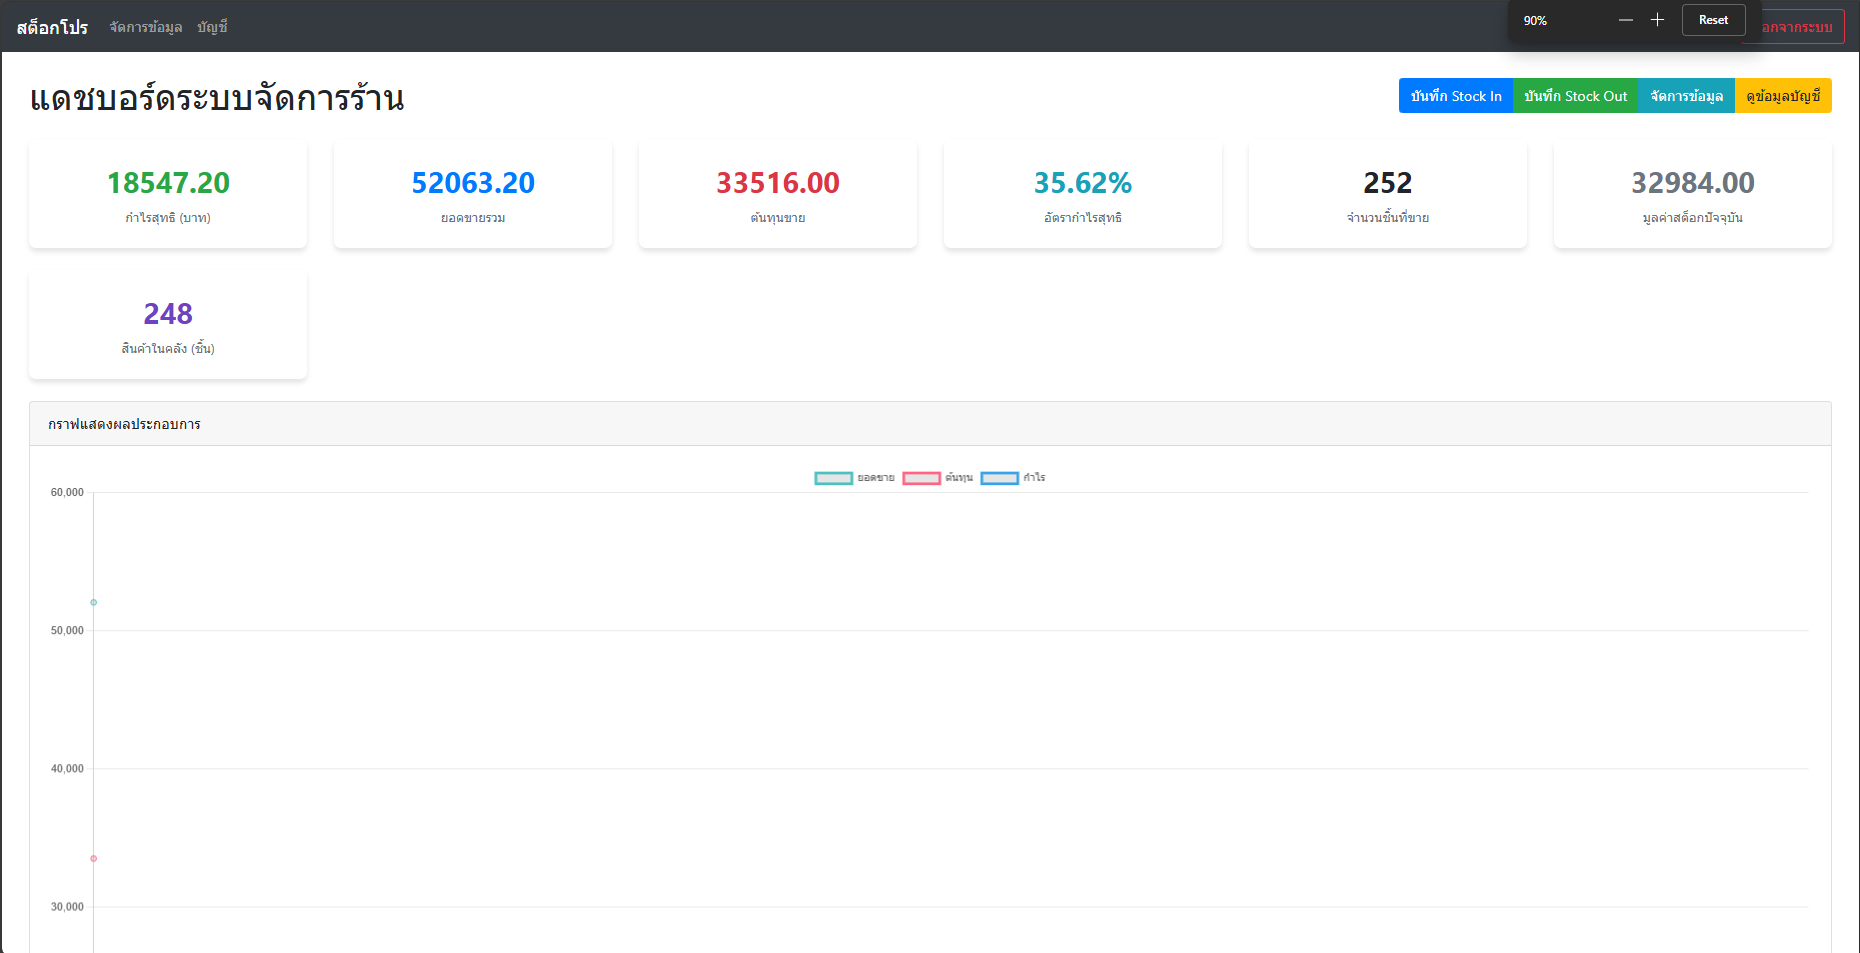 สต็อกโปร จัดการข้อมูล บัญชี 90% Reset อกจากระบบ
แดชบอร์ดระบบจัดการร้าน บันทึก Stock In บันทึก Stock Out จัดการข้อมูล ดูข้อมูลบัญชี
18547.20
กำไรสุทธิ (บาท)
52063.20
ยอดขายรวม
33516.00
ต้นทุนขาย
35.62%
อัตรากำไรสุทธิ
252
จำนวนชิ้นที่ขาย
32984.00
มูลค่าสต็อกปัจจุบัน
248
สินค้าในคลัง (ชิ้น)
กราฟแสดงผลประกอบการ
ยอดขาย ต้นทุน กำไร
60,000
50,000
40,000
30,000